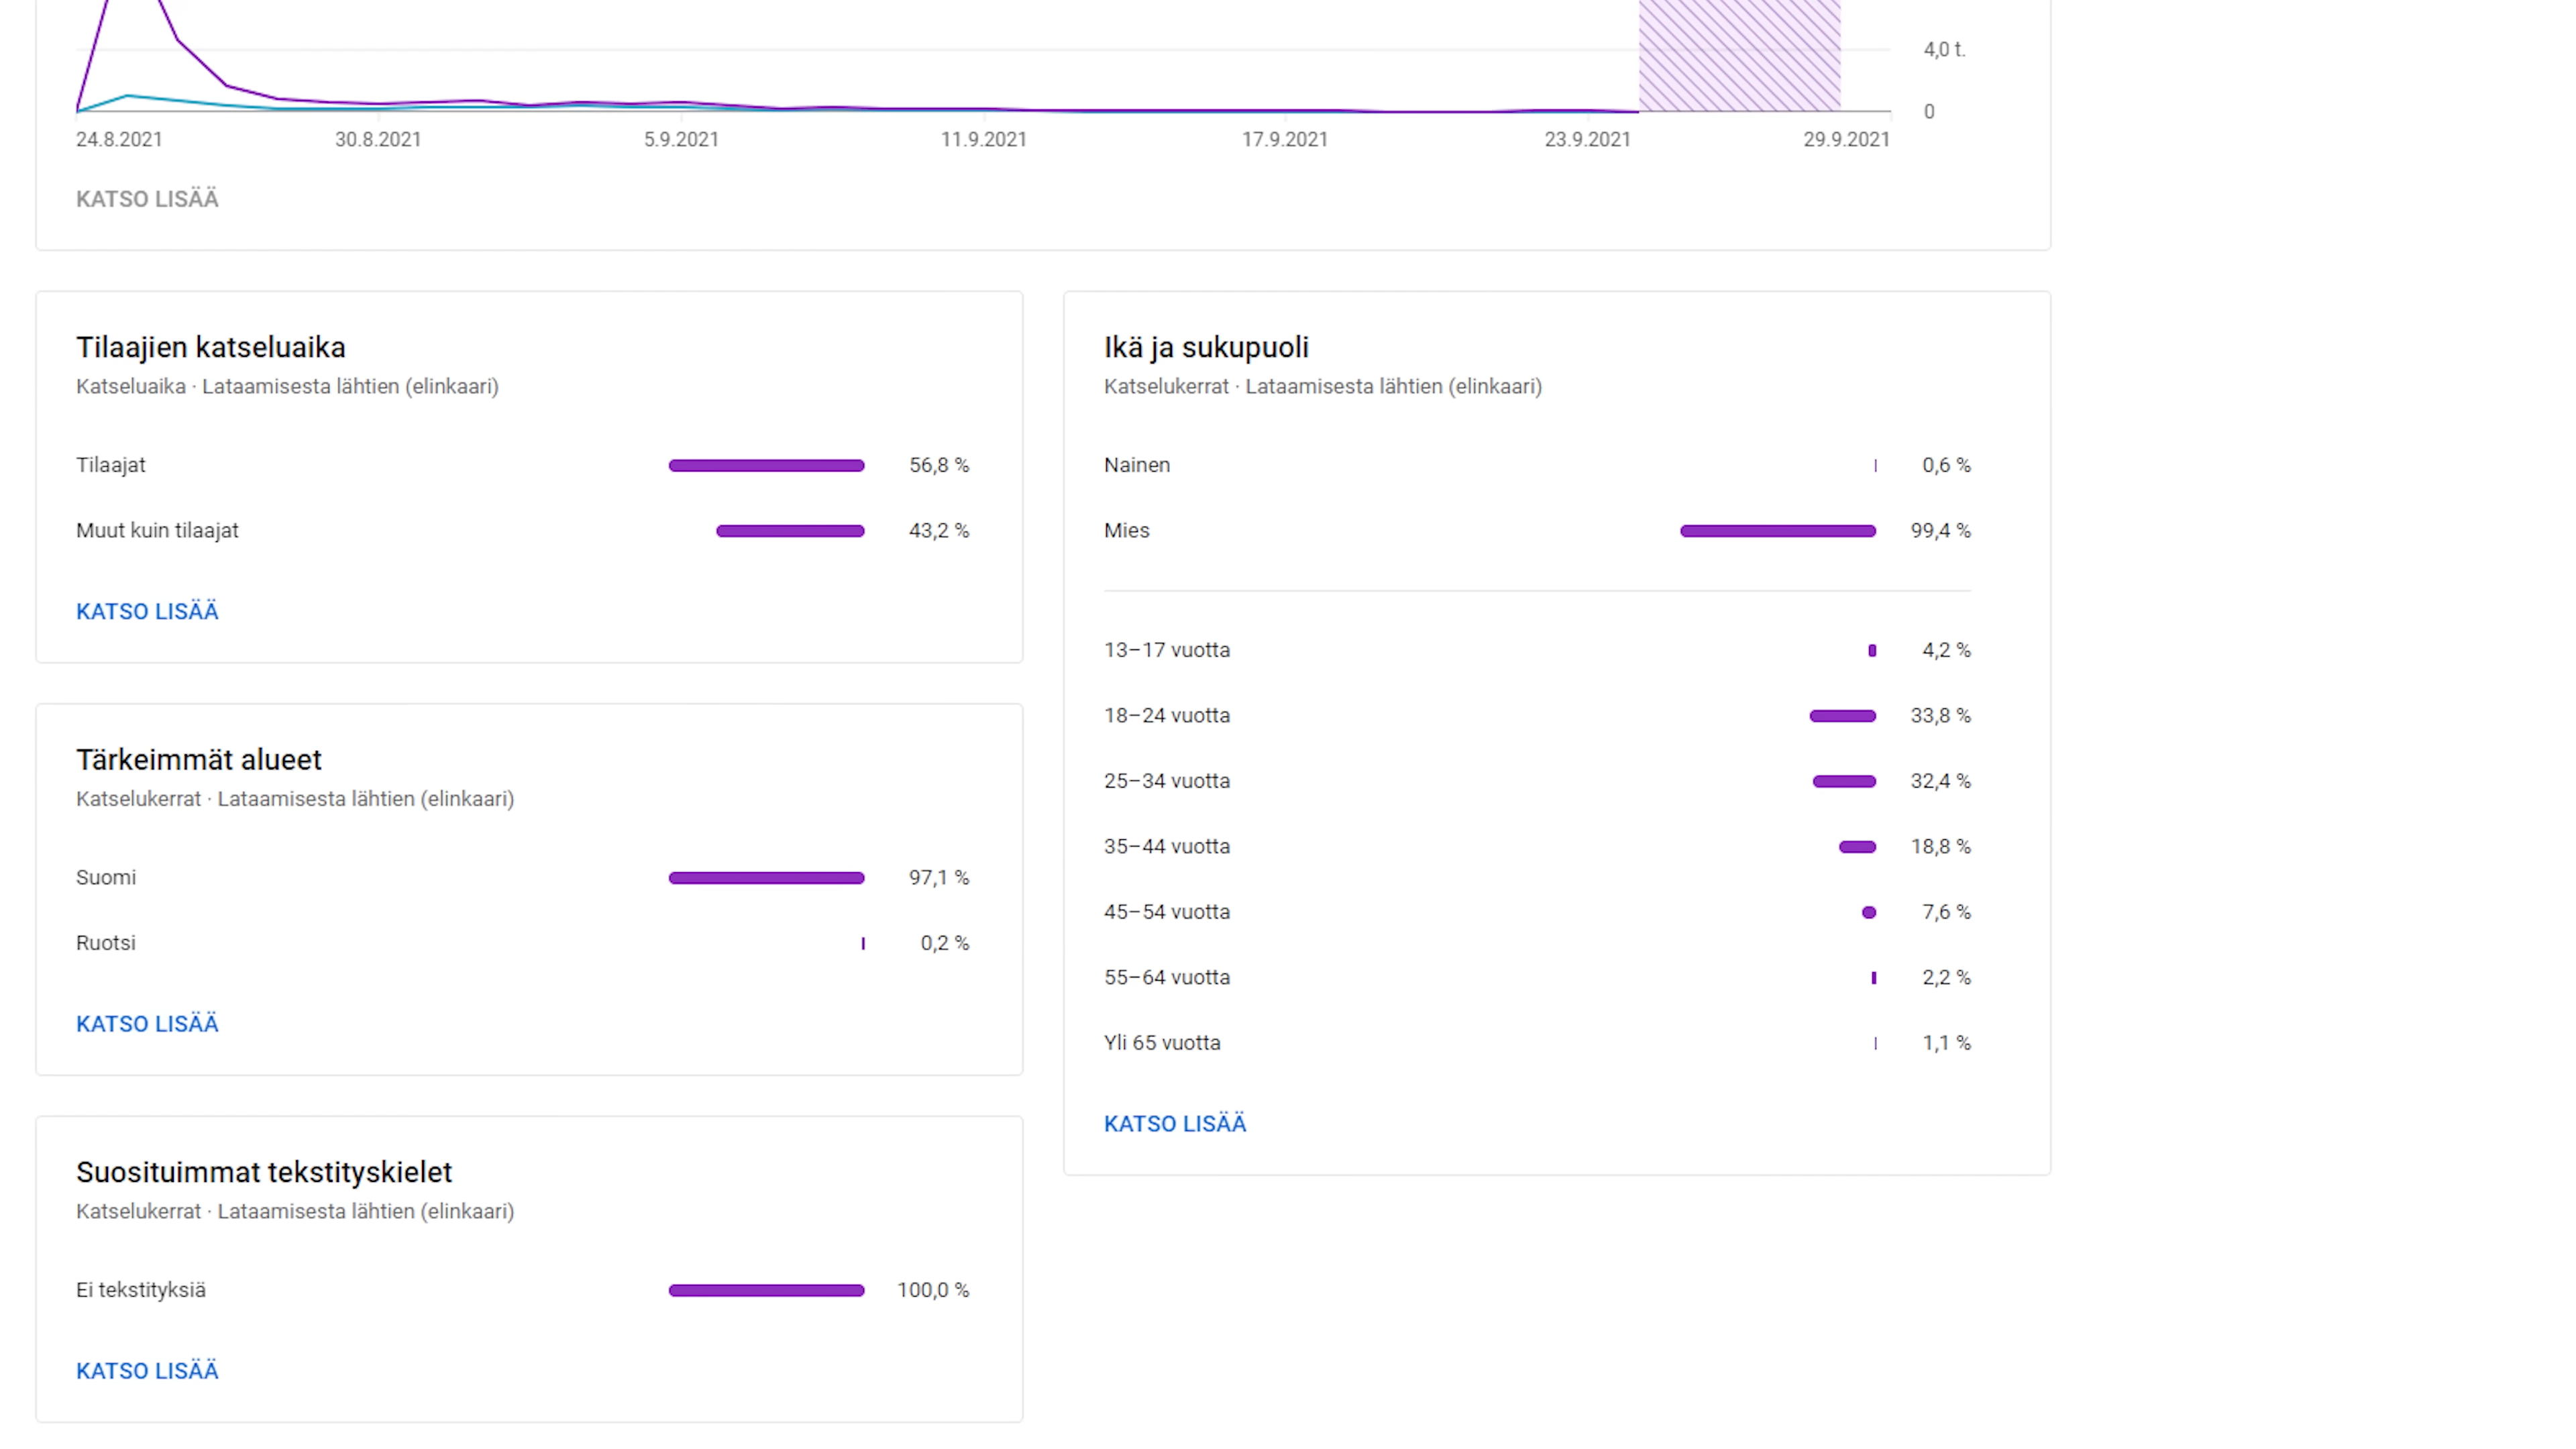 4,0 t.
0
24.8.2021 30.8.2021 5.9.2021 11.9.2021 17.9.2021 23.9.2021 29.9.2021
KATSO LISÄÄ
Tilaajien katseluaika
Katseluaika · Lataamisesta lähtien (elinkaari)
Tilaajat 56,8 %
Muut kuin tilaajat 43,2 %
KATSO LISÄÄ
Tärkeimmät alueet
Katselukerrat · Lataamisesta lähtien (elinkaari)
Suomi 97,1 %
Ruotsi 0,2 %
KATSO LISÄÄ
Suosituimmat tekstityskielet
Katselukerrat · Lataamisesta lähtien (elinkaari)
Ei tekstityksiä 100,0 %
KATSO LISÄÄ
Ikä ja sukupuoli
Katselukerrat · Lataamisesta lähtien (elinkaari)
Nainen 0,6 %
Mies 99,4 %
13–17 vuotta 4,2 %
18–24 vuotta 33,8 %
25–34 vuotta 32,4 %
35–44 vuotta 18,8 %
45–54 vuotta 7,6 %
55–64 vuotta 2,2 %
Yli 65 vuotta 1,1 %
KATSO LISÄÄ